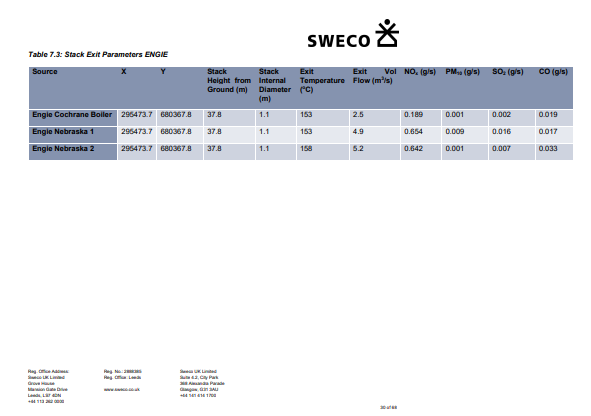 SWECO
Table 7.3: Stack Exit Parameters ENGIE
Source X Y Stack Height from Ground (m) Stack Internal Diameter (m) Exit Temperature (°C) Exit Vol Flow (m³/s) NOₓ (g/s) PM₁₀ (g/s) SO₂ (g/s) CO (g/s)
Engie Cochrane Boiler 295473.7 680367.8 37.8 1.1 153 2.5 0.189 0.001 0.002 0.019
Engie Nebraska 1 295473.7 680367.8 37.8 1.1 153 4.9 0.654 0.009 0.016 0.017
Engie Nebraska 2 295473.7 680367.8 37.8 1.1 158 5.2 0.642 0.001 0.007 0.033
Reg. Office Address:
Sweco UK Limited
Grove House
Mansion Gate Drive
Leeds, LS7 4DN
+44 113 262 0000
Reg. No.: 2888385
Reg. Office: Leeds
www.sweco.co.uk
Sweco UK Limited
Suite 4.2, City Park
368 Alexandra Parade
Glasgow, G31 3AU
+44 141 414 1700
30 of 69